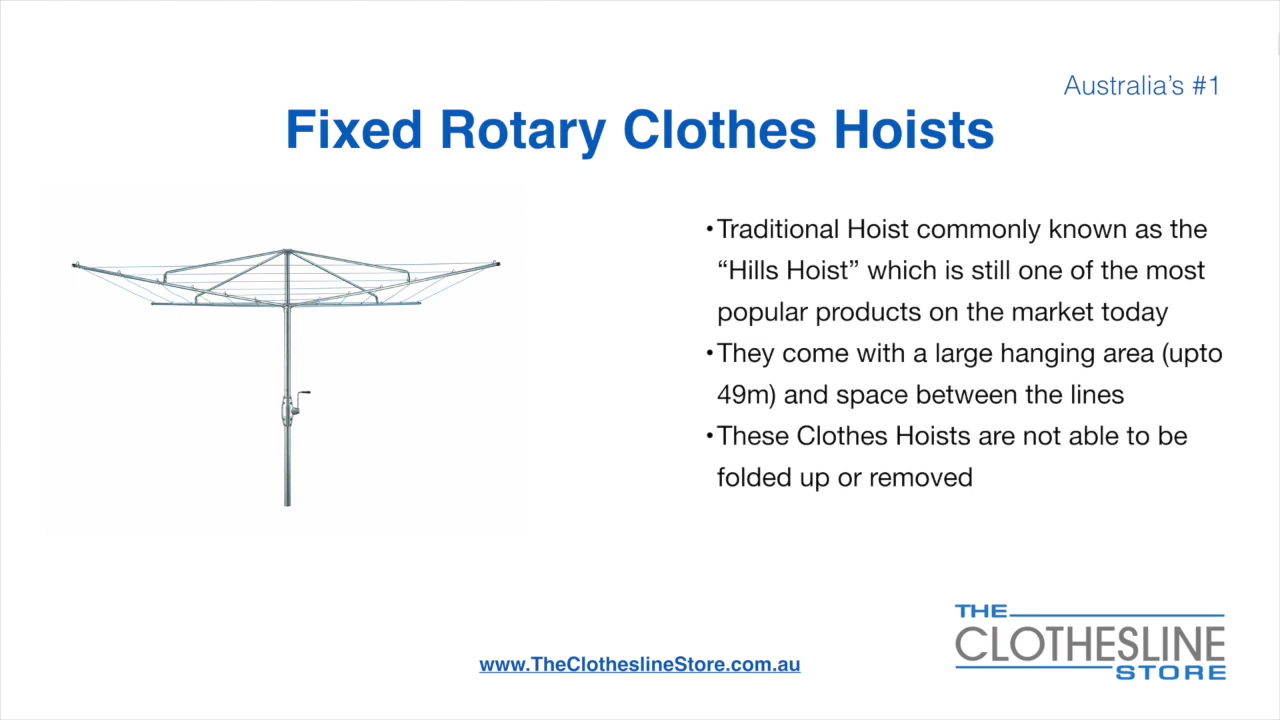 Australia’s #1
Fixed Rotary Clothes Hoists
•Traditional Hoist commonly known as the
“Hills Hoist” which is still one of the most
popular products on the market today
•They come with a large hanging area (upto
49m) and space between the lines
•These Clothes Hoists are not able to be
folded up or removed
www.TheClotheslineStore.com.au
THE
CLOTHESLINE
STORE